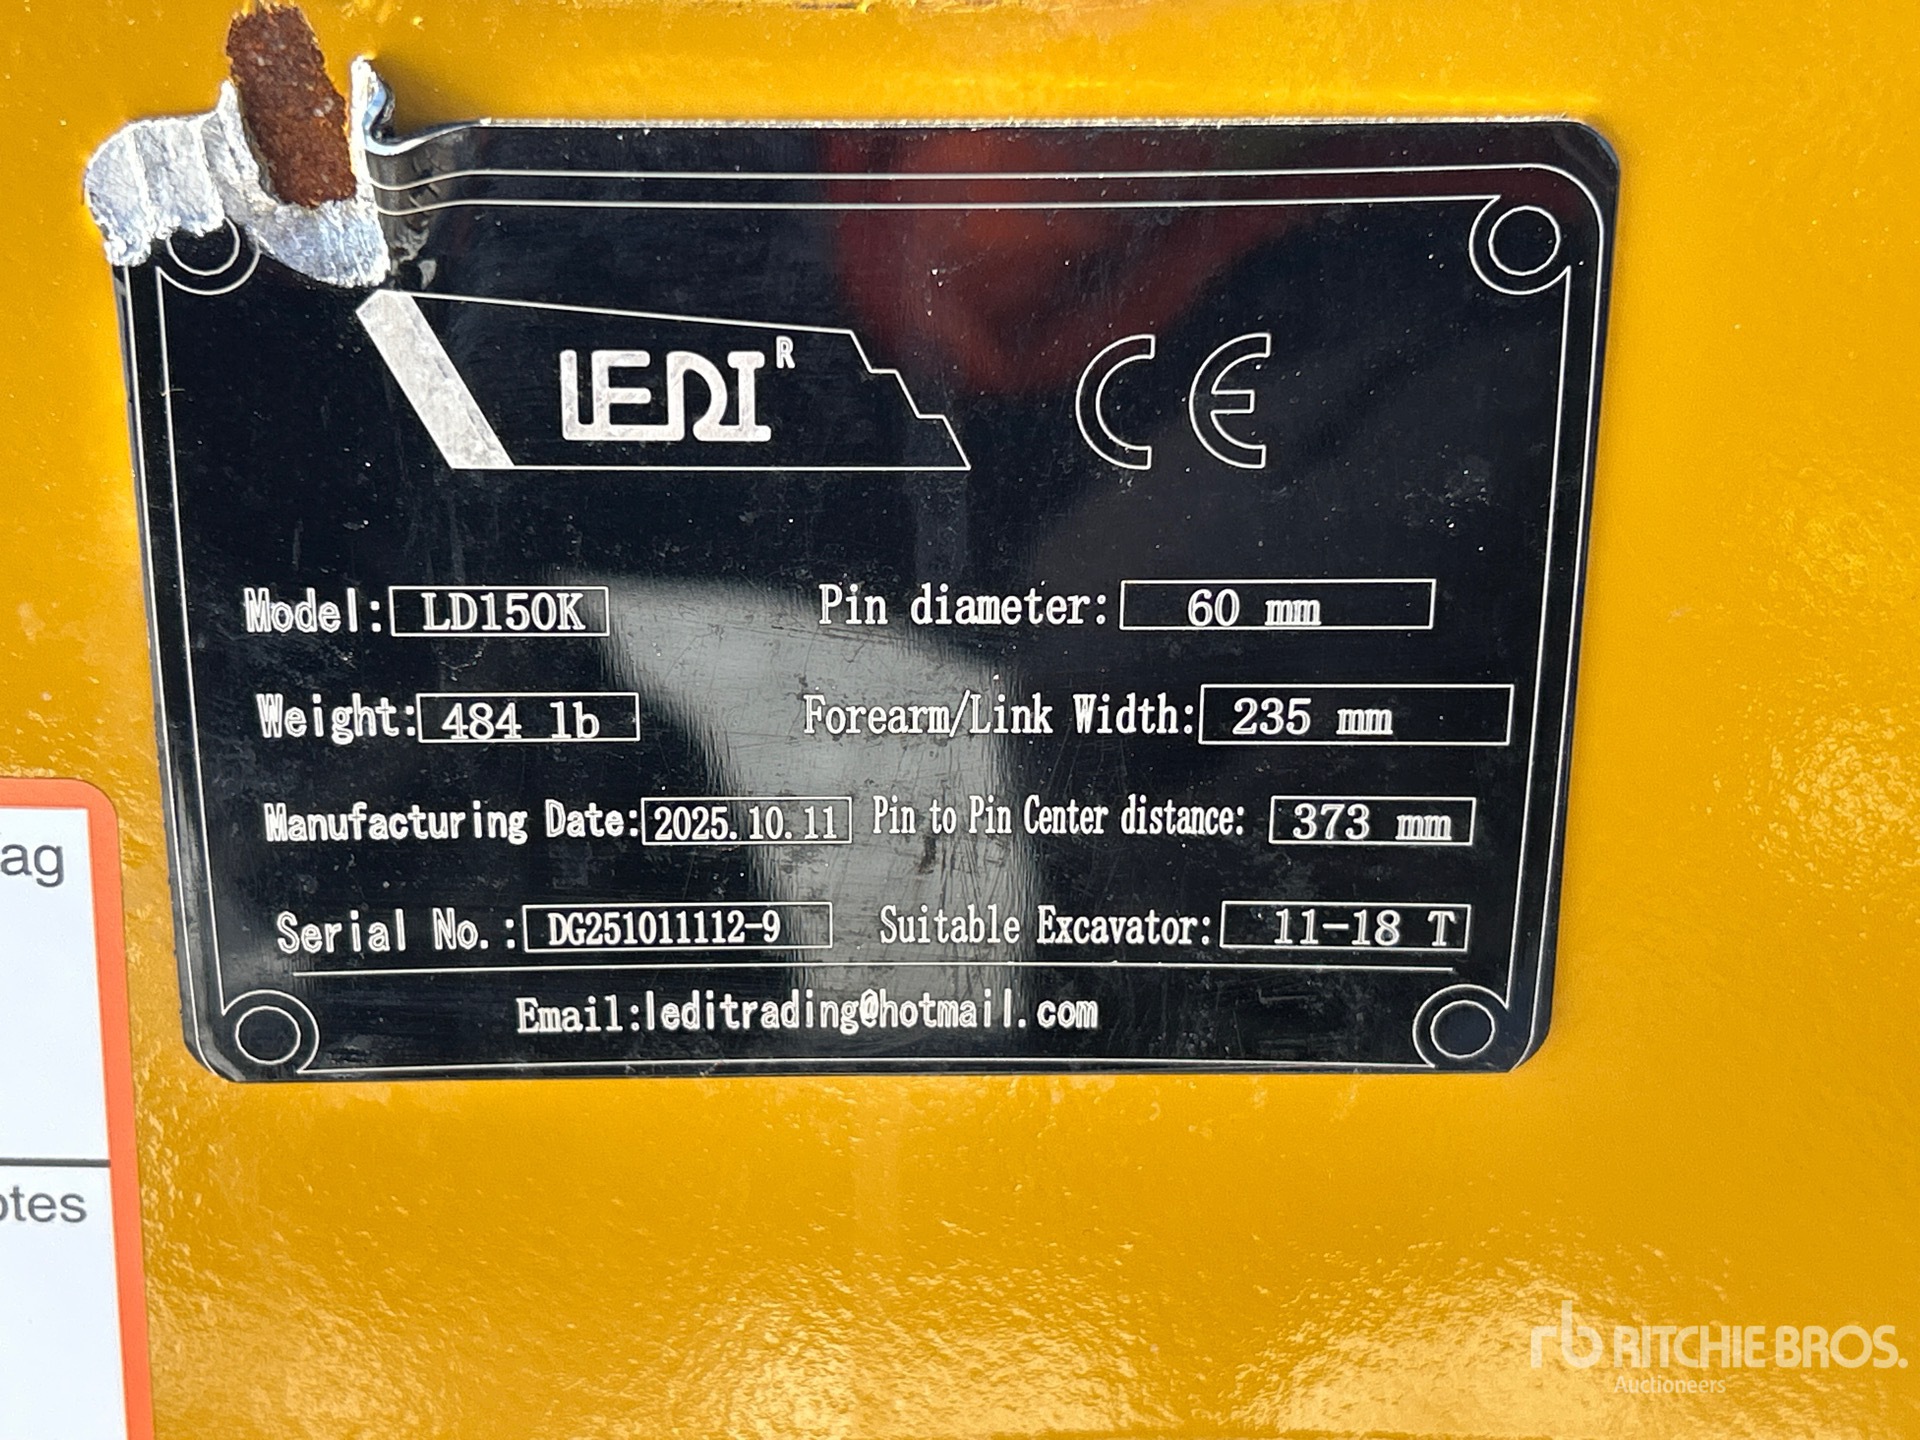 LEDI R CE
Model: LD150K Pin diameter: 60 mm
Weight: 484 lb Forearm/Link Width: 235 mm
Manufacturing Date: 2025.10.11 Pin to Pin Center distance: 373 mm
Serial No.: DG251011112-9 Suitable Excavator: 11-18 T
Email:leditrading@hotmail.com
ag
otes
rb RITCHIE BROS.
Auctioneers